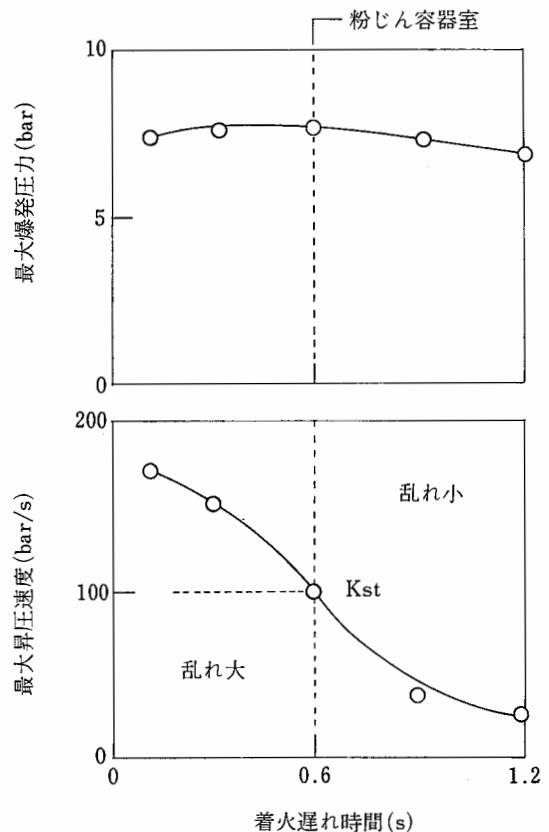 粉じん容器室
10
5
0
最大爆発圧力(bar)
200
100
0
最大昇圧速度(bar/s)
乱れ小
Kst
乱れ大
0
0.6
1.2
着火遅れ時間(s)